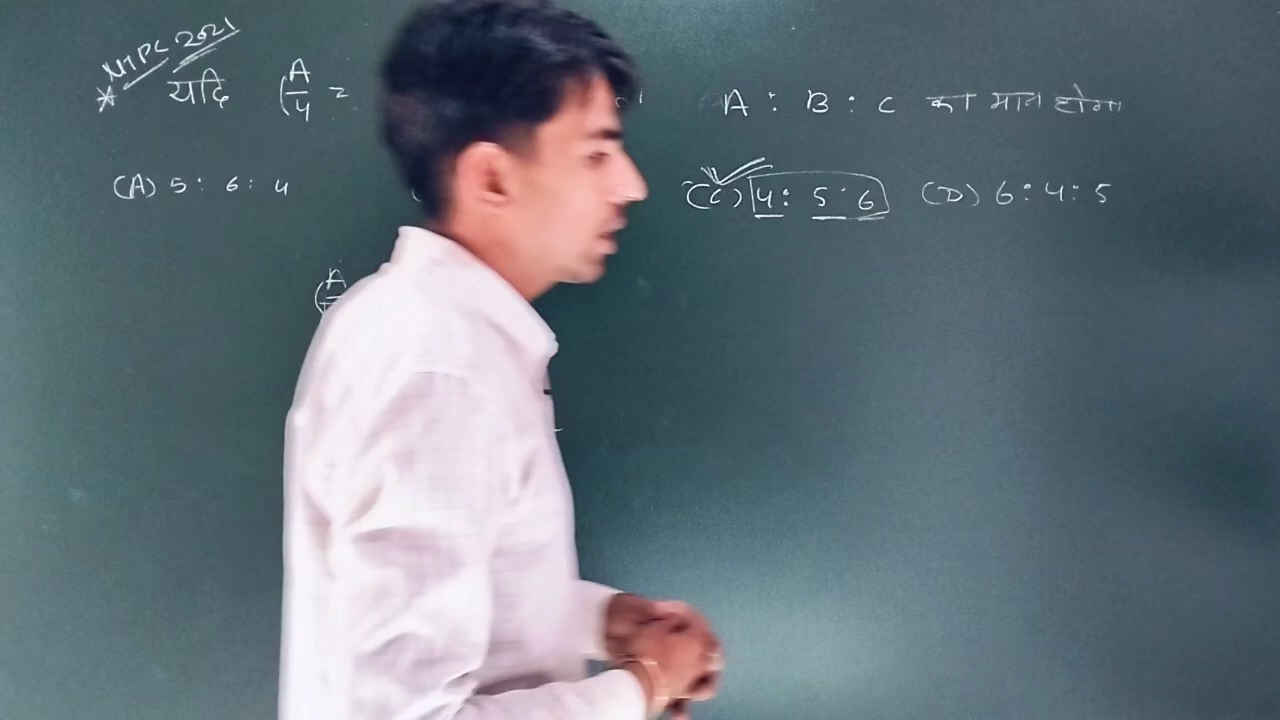 NTPC 2021
* यदि (A/4 = A : B : C का मान होगा
(A) 5 : 6 : 4 (C) 4 : 5 : 6 (D) 6 : 4 : 5
(A